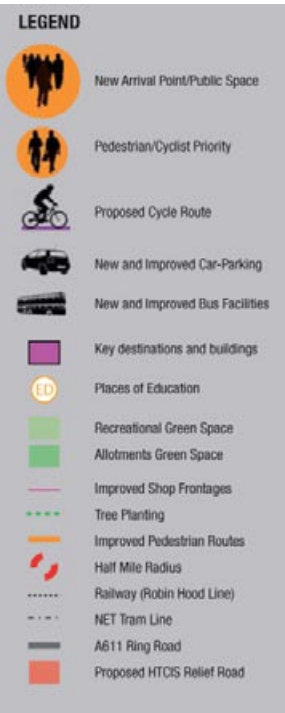 LEGEND
New Arrival Point/Public Space
Pedestrian/Cyclist Priority
Proposed Cycle Route
New and Improved Car-Parking
New and Improved Bus Facilities
Key destinations and buildings
ED Places of Education
Recreational Green Space
Allotments Green Space
Improved Shop Frontages
Tree Planting
Improved Pedestrian Routes
Half Mile Radius
Railway (Robin Hood Line)
NET Tram Line
A611 Ring Road
Proposed HTCIS Relief Road